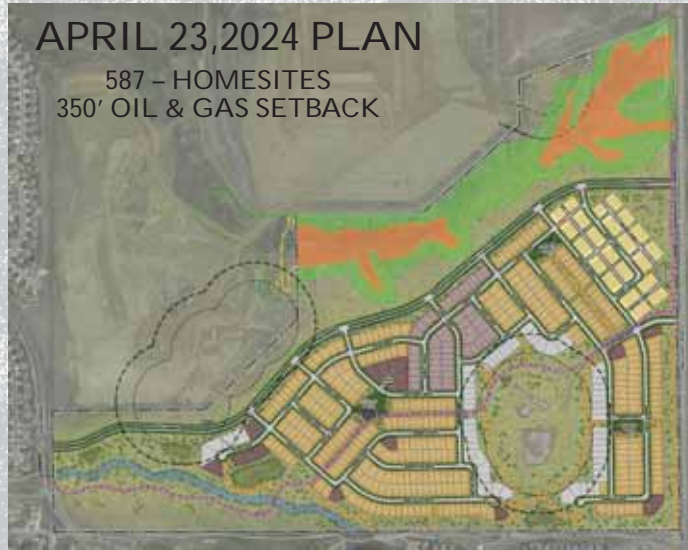 APRIL 23,2024 PLAN
587 – HOMESITES
350' OIL & GAS SETBACK